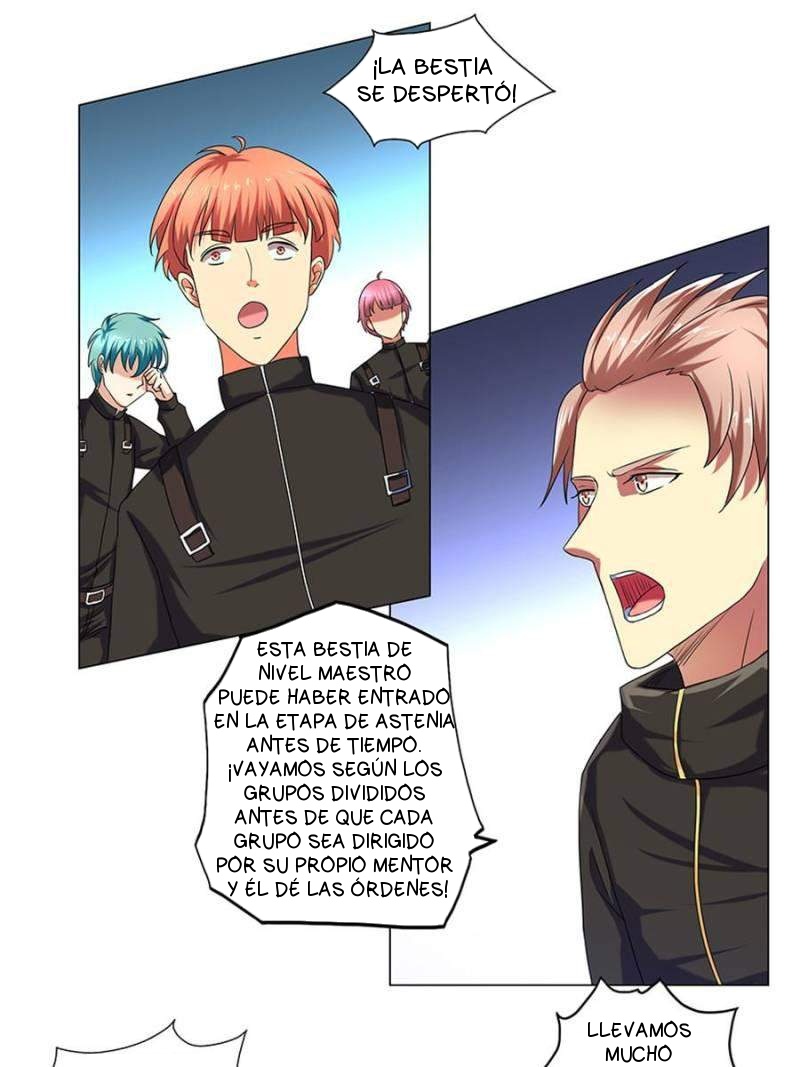 ¡LA BESTIA
SE DESPERTÓ!
ESTA BESTIA DE
NIVEL MAESTRO
PUEDE HABER ENTRADO
EN LA ETAPA DE ASTENIA
ANTES DE TIEMPO.
¡VAYAMOS SEGÚN LOS
GRUPOS DIVIDIDOS
ANTES DE QUE CADA
GRUPO SEA DIRIGIDO
POR SU PROPIO MENTOR
Y ÉL DÉ LAS ÓRDENES!
LLEVAMOS
MUCHO